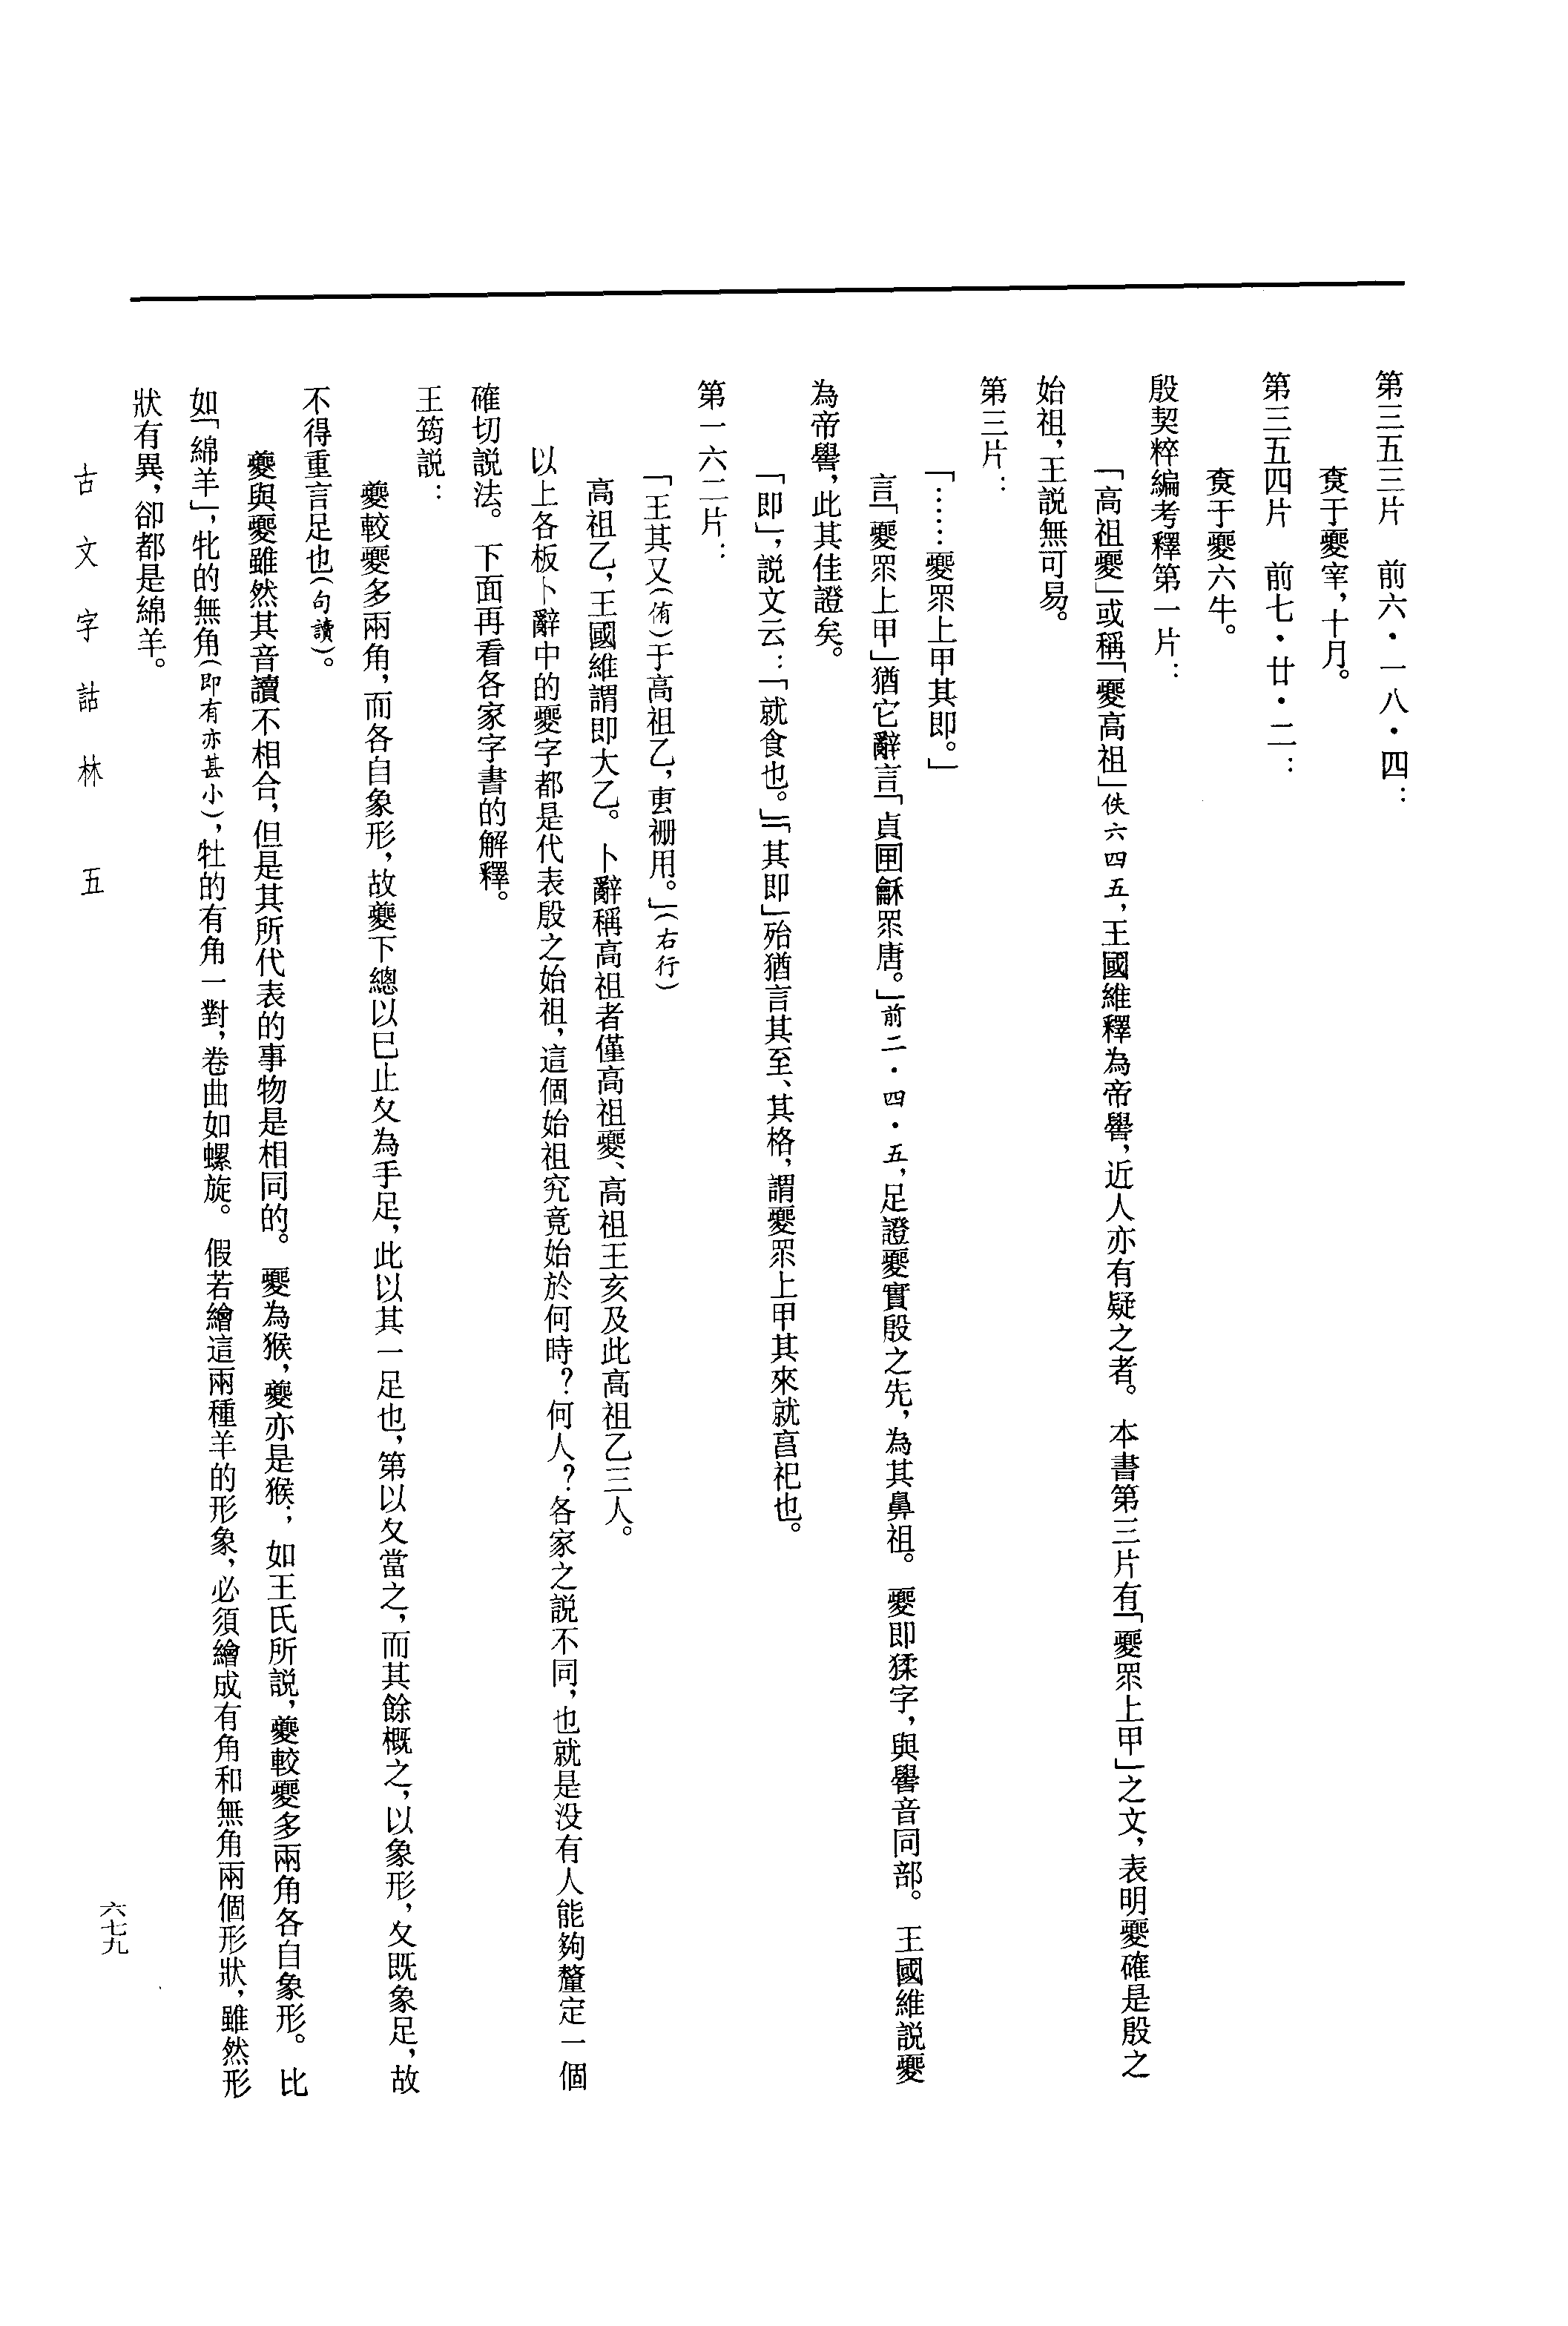 第三五三片　前六·一八·四：
𤉲于夒宰，十月。
第三五四片　前七·廿·二：
𤉲于夒六牛。
殷契粹編考釋第一片：
「高祖夒」或稱「夒高祖」佚六四五，王國維釋為帝嚳，近人亦有疑之者。本書第三片有「夒眔上甲」之文，表明夒確是殷之
始祖，王説無可易。
第三片：
「……夒眔上甲其即。」
言「夒眔上甲」猶它辭言「貞� 龢眔唐。」前二·四·五，足證夒實殷之先，為其鼻祖。夒即猱字，與嚳音同部。王國維説夒
為帝嚳，此其佳證矣。
「即」，説文云：「就食也。」「其即」殆猶言其至、其格，謂夒眔上甲其來就亯祀也。
第一六二片：
「王其又（侑）于高祖乙，叀𠕋用。」（右行）
高祖乙，王國維謂即大乙。卜辭稱高祖者僅高祖夒、高祖王亥及此高祖乙三人。
以上各板卜辭中的夒字都是代表殷之始祖，這個始祖究竟始於何時？何人？各家之説不同，也就是没有人能夠釐定一個
確切説法。下面再看各家字書的解釋。
王筠説：
夔較夒多兩角，而各自象形，故夔下總以巳止夊為手足，此以其一足也，第以夊當之，而其餘概之，以象形，夊既象足，故
不得重言足也（句讀）。
夔與夒雖然其音讀不相合，但是其所代表的事物是相同的。夒為猴，夔亦是猴；如王氏所説，夔較夒多兩角各自象形。比
如「綿羊」，牝的無角（即有亦甚小），牡的有角一對，卷曲如螺旋。假若繪這兩種羊的形象，必須繪成有角和無角兩個形狀，雖然形
狀有異，卻都是綿羊。
古文字詁林　五
六七九